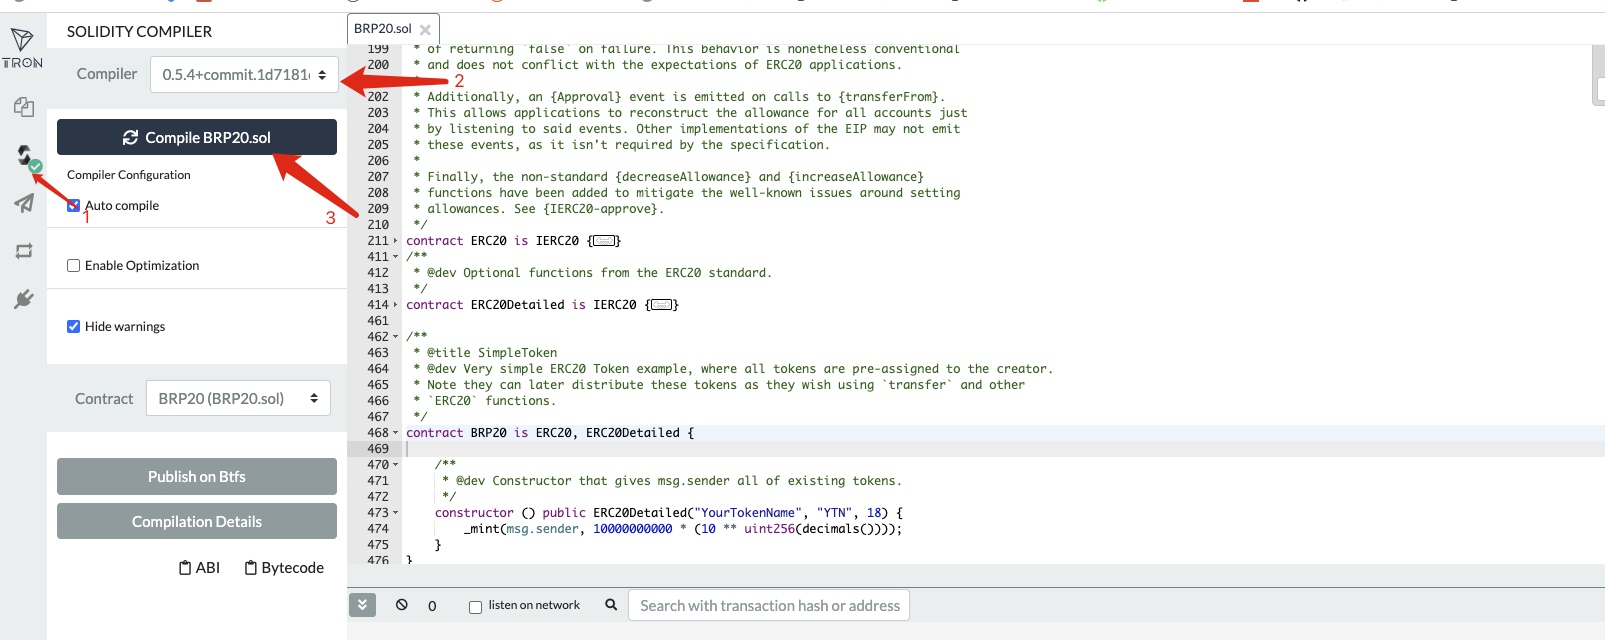 TRON
SOLIDITY COMPILER
Compiler
0.5.4+commit.1d7181
2
Compile BRP20.sol
Compiler Configuration
Auto compile
1
3
Enable Optimization
Hide warnings
Contract
BRP20 (BRP20.sol)
Publish on Btfs
Compilation Details
ABI
Bytecode
BRP20.sol
199 * of returning `false` on failure. This behavior is nonetheless conventional
200 * and does not conflict with the expectations of ERC20 applications.
202 * Additionally, an {Approval} event is emitted on calls to {transferFrom}.
203 * This allows applications to reconstruct the allowance for all accounts just
204 * by listening to said events. Other implementations of the EIP may not emit
205 * these events, as it isn't required by the specification.
206 *
207 * Finally, the non-standard {decreaseAllowance} and {increaseAllowance}
208 * functions have been added to mitigate the well-known issues around setting
209 * allowances. See {IERC20-approve}.
210 */
211 contract ERC20 is IERC20 {}
411 /**
412 * @dev Optional functions from the ERC20 standard.
413 */
414 contract ERC20Detailed is IERC20 {}
461
462 /**
463 * @title SimpleToken
464 * @dev Very simple ERC20 Token example, where all tokens are pre-assigned to the creator.
465 * Note they can later distribute these tokens as they wish using `transfer` and other
466 * `ERC20` functions.
467 */
468 contract BRP20 is ERC20, ERC20Detailed {
469
470 /**
471 * @dev Constructor that gives msg.sender all of existing tokens.
472 */
473 constructor () public ERC20Detailed("YourTokenName", "YTN", 18) {
474 _mint(msg.sender, 10000000000 * (10 ** uint256(decimals())));
475 }
476 }
0
listen on network
Search with transaction hash or address